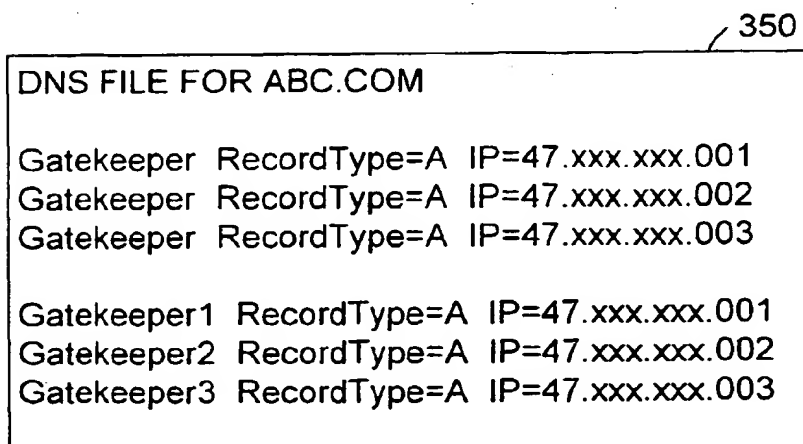 350
DNS FILE FOR ABC.COM
Gatekeeper RecordType=A IP=47.xxx.xxx.001
Gatekeeper RecordType=A IP=47.xxx.xxx.002
Gatekeeper RecordType=A IP=47.xxx.xxx.003
Gatekeeper1 RecordType=A IP=47.xxx.xxx.001
Gatekeeper2 RecordType=A IP=47.xxx.xxx.002
Gatekeeper3 RecordType=A IP=47.xxx.xxx.003